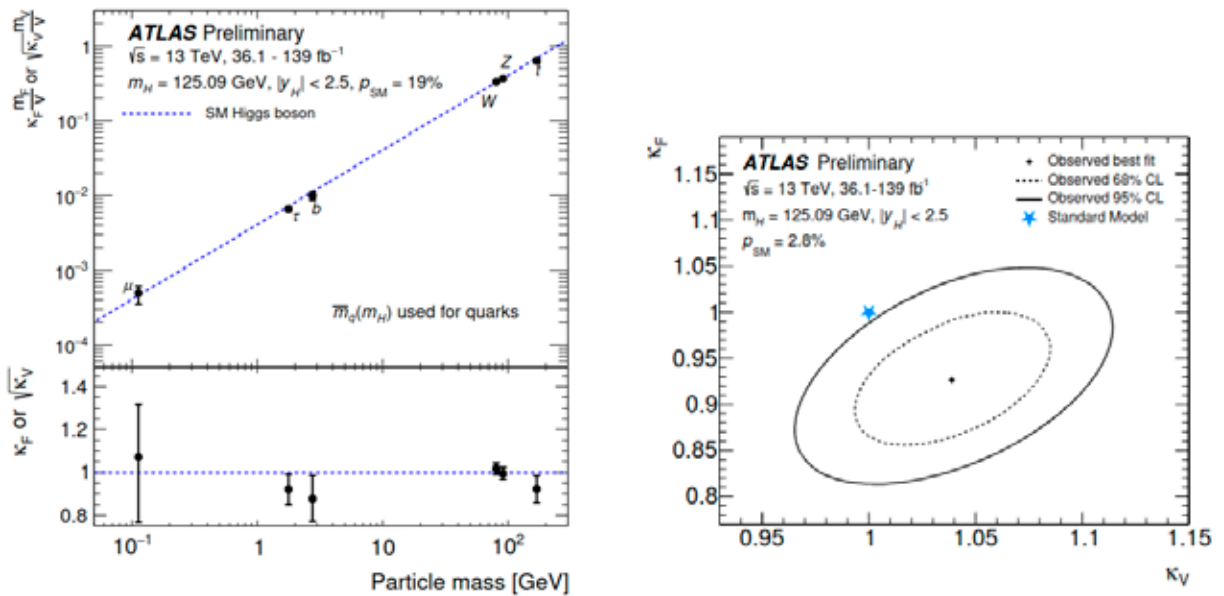 κ_F m_F/v or √κ_V m_V/v
ATLAS Preliminary
√s = 13 TeV, 36.1 - 139 fb⁻¹
m_H = 125.09 GeV, |y_H| < 2.5, p_SM = 19%
SM Higgs boson
1
10⁻¹
10⁻²
10⁻³
10⁻⁴
μ
τ
b
W
Z
t
m̅_q(m_H) used for quarks
κ_F or √κ_V
1.4
1.2
1
0.8
10⁻¹ 1 10 10²
Particle mass [GeV]
κ_F
ATLAS Preliminary
√s = 13 TeV, 36.1-139 fb⁻¹
m_H = 125.09 GeV, |y_H| < 2.5
p_SM = 2.8%
Observed best fit
Observed 68% CL
Observed 95% CL
Standard Model
1.15
1.1
1.05
1
0.95
0.9
0.85
0.8
0.95 1 1.05 1.1 1.15
κ_V